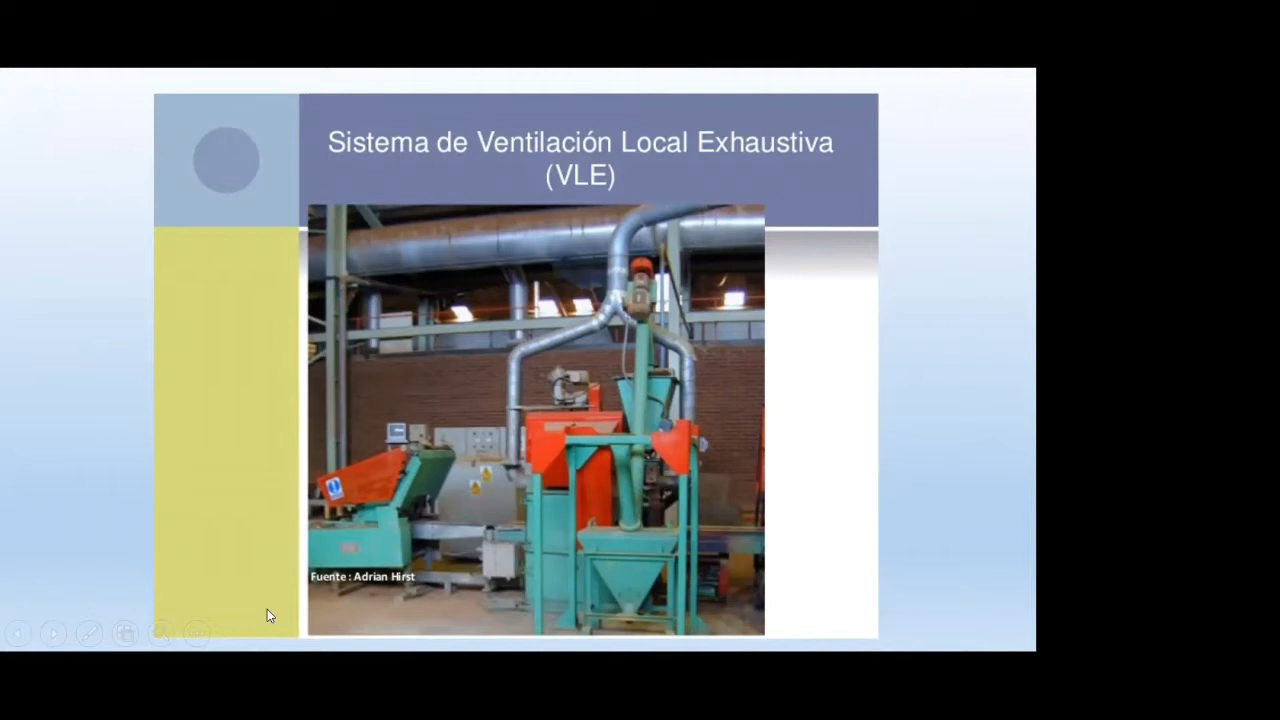 Sistema de Ventilación Local Exhaustiva
(VLE)
Fuente : Adrian Hirst